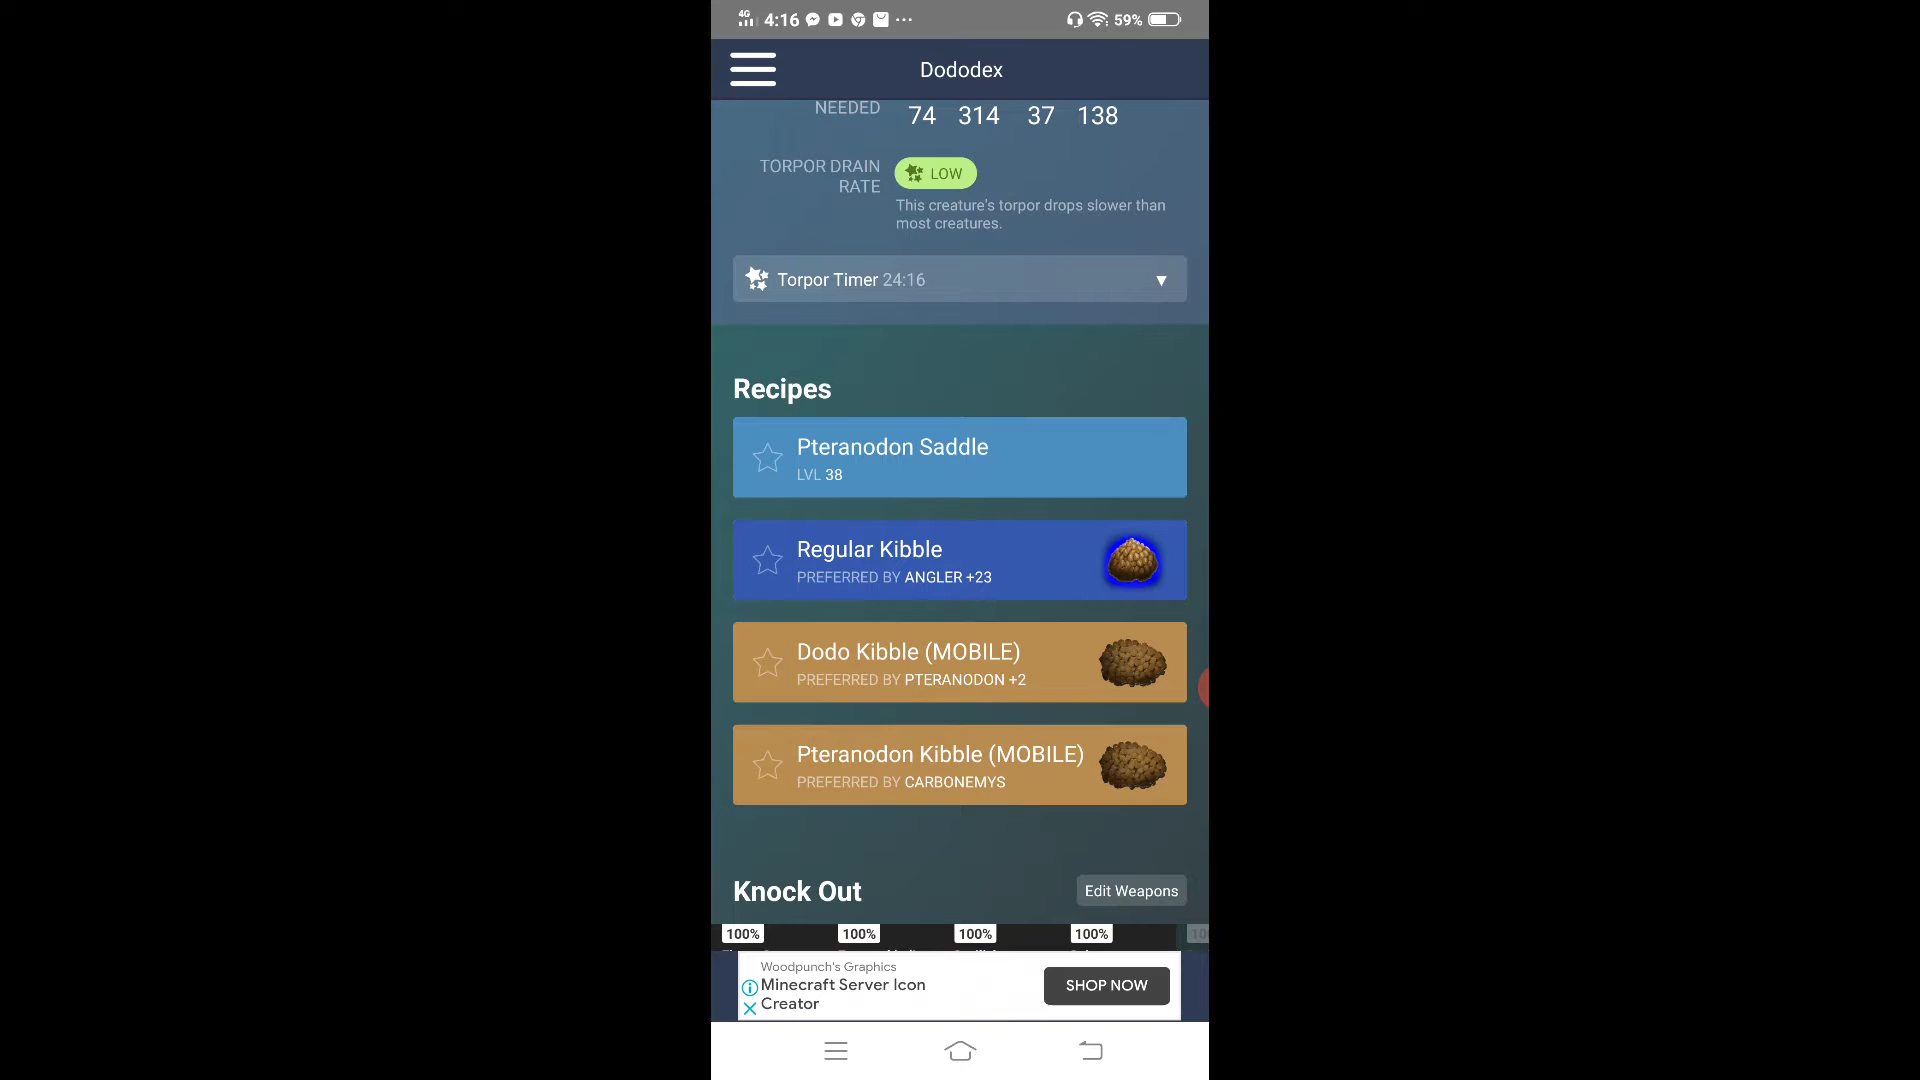 4G 4:16 59%
Dododex
NEEDED 74 314 37 138
TORPOR DRAIN
RATE
LOW
This creature's torpor drops slower than
most creatures.
Torpor Timer 24:16 ▼
Recipes
Pteranodon Saddle
LVL 38
Regular Kibble
PREFERRED BY ANGLER +23
Dodo Kibble (MOBILE)
PREFERRED BY PTERANODON +2
Pteranodon Kibble (MOBILE)
PREFERRED BY CARBONEMYS
Knock Out
Edit Weapons
100% 100% 100% 100%
Woodpunch's Graphics
Minecraft Server Icon
Creator
SHOP NOW